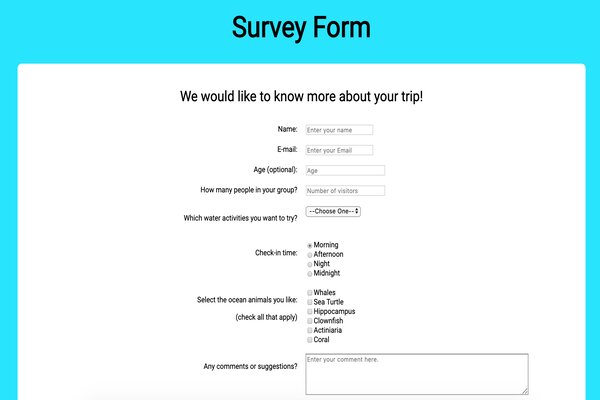 Survey Form
We would like to know more about your trip!
Name: Enter your name
E-mail: Enter your Email
Age (optional): Age
How many people in your group? Number of visitors
Which water activities you want to try? --Choose One--
Check-in time: Morning
Afternoon
Night
Midnight
Select the ocean animals you like:
(check all that apply)
Whales
Sea Turtle
Hippocampus
Clownfish
Actiniaria
Coral
Any comments or suggestions? Enter your comment here.